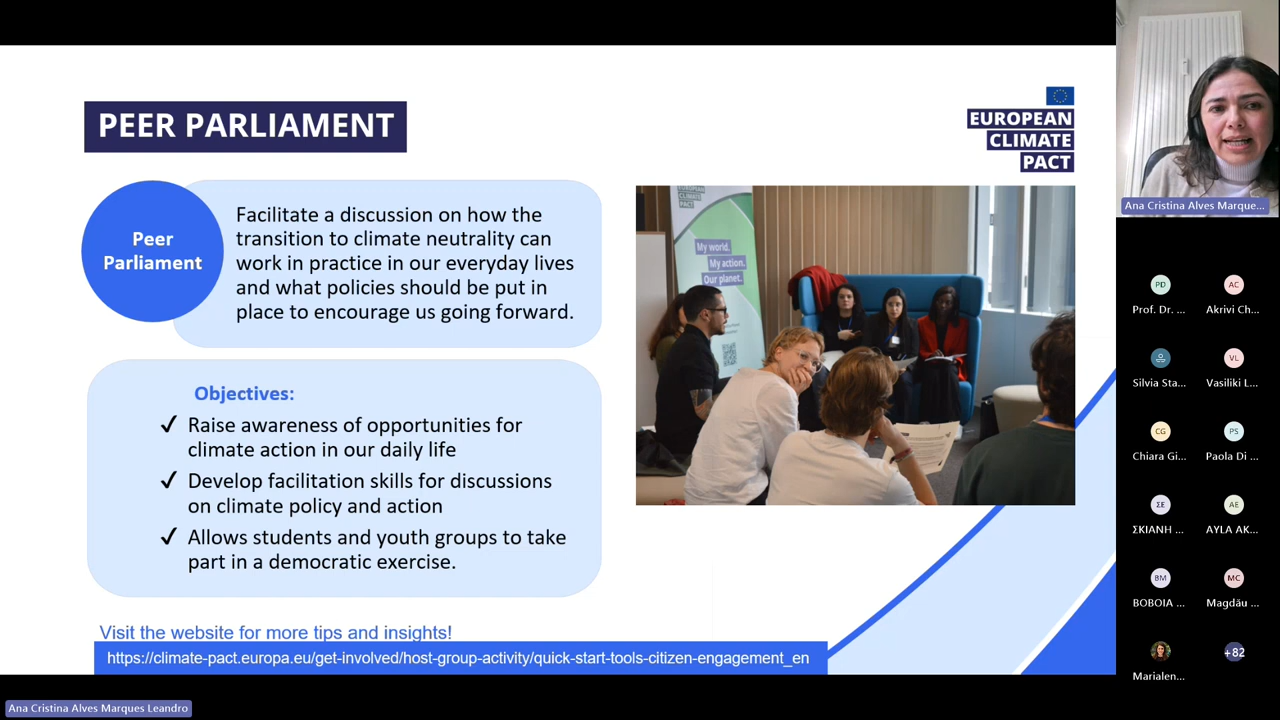 PEER PARLIAMENT
EUROPEAN
CLIMATE
PACT
Peer
Parliament
Facilitate a discussion on how the
transition to climate neutrality can
work in practice in our everyday lives
and what policies should be put in
place to encourage us going forward.
Objectives:
✓ Raise awareness of opportunities for
climate action in our daily life
✓ Develop facilitation skills for discussions
on climate policy and action
✓ Allows students and youth groups to take
part in a democratic exercise.
EUROPEAN
CLIMATE
PACT
My world.
My action.
Our planet.
Visit the website for more tips and insights!
https://climate-pact.europa.eu/get-involved/host-group-activity/quick-start-tools-citizen-engagement_en
Ana Cristina Alves Marque...
PD
AC
Prof. Dr. ...
Akrivi Ch...
VL
Silvia Sta...
Vasiliki L...
CG
PS
Chiara Gi...
Paola Di ...
ΣΕ
AE
ΣΚΙΑΝΗ ...
AYLA AK...
BM
MC
BOBOIA ...
Magdău ...
+82
Marialen...
Ana Cristina Alves Marques Leandro